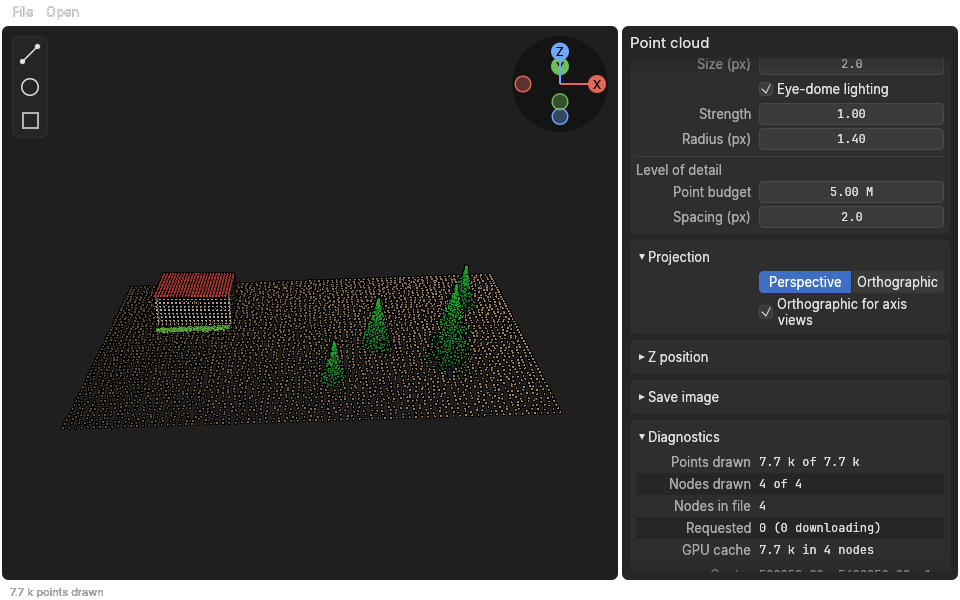 File Open
Z
Y
X
Point cloud
Size (px) 2.0
Eye-dome lighting
Strength 1.00
Radius (px) 1.40
Level of detail
Point budget 5.00 M
Spacing (px) 2.0
Projection
Perspective Orthographic
Orthographic for axis
views
Z position
Save image
Diagnostics
Points drawn 7.7 k of 7.7 k
Nodes drawn 4 of 4
Nodes in file 4
Requested 0 (0 downloading)
GPU cache 7.7 k in 4 nodes
7.7 k points drawn